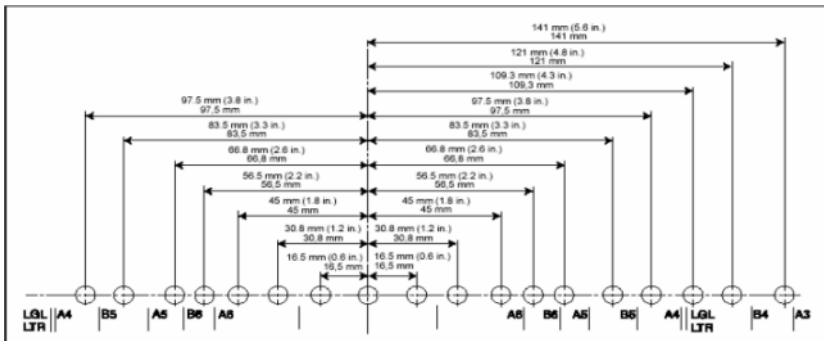 141 mm (5.6 in.)
141 mm
121 mm (4.8 in.)
121 mm
109.3 mm (4.3 in.)
109,3 mm
97.5 mm (3.8 in.)
97,5 mm
97.5 mm (3.8 in.)
97,5 mm
83.5 mm (3.3 in.)
83,5 mm
83.5 mm (3.3 in.)
83,5 mm
66.8 mm (2.6 in.)
66,8 mm
66.8 mm (2.6 in.)
66,8 mm
56.5 mm (2.2 in.)
56,5 mm
56.5 mm (2.2 in.)
56,5 mm
45 mm (1.8 in.)
45 mm
45 mm (1.8 in.)
45 mm
30.8 mm (1.2 in.)
30.8 mm
30.8 mm (1.2 in.)
30,8 mm
16.5 mm (0.6 in.)
16,5 mm
16.5 mm (0.6 in.)
16,5 mm
LGL A4 B5 A5 B6 A6 A6 B6 A5 B5 A4 LGL B4 A3
LTR LTR